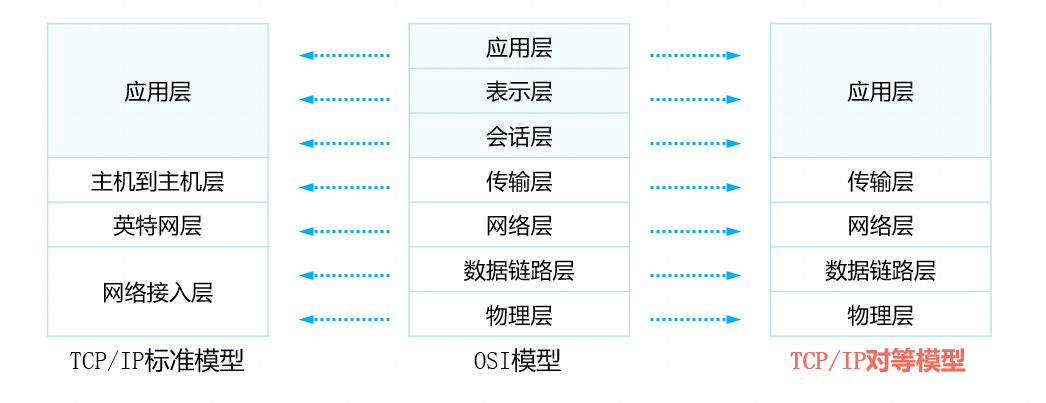 应用层
主机到主机层
英特网层
网络接入层
TCP/IP标准模型
应用层
表示层
会话层
传输层
网络层
数据链路层
物理层
OSI模型
应用层
传输层
网络层
数据链路层
物理层
TCP/IP对等模型